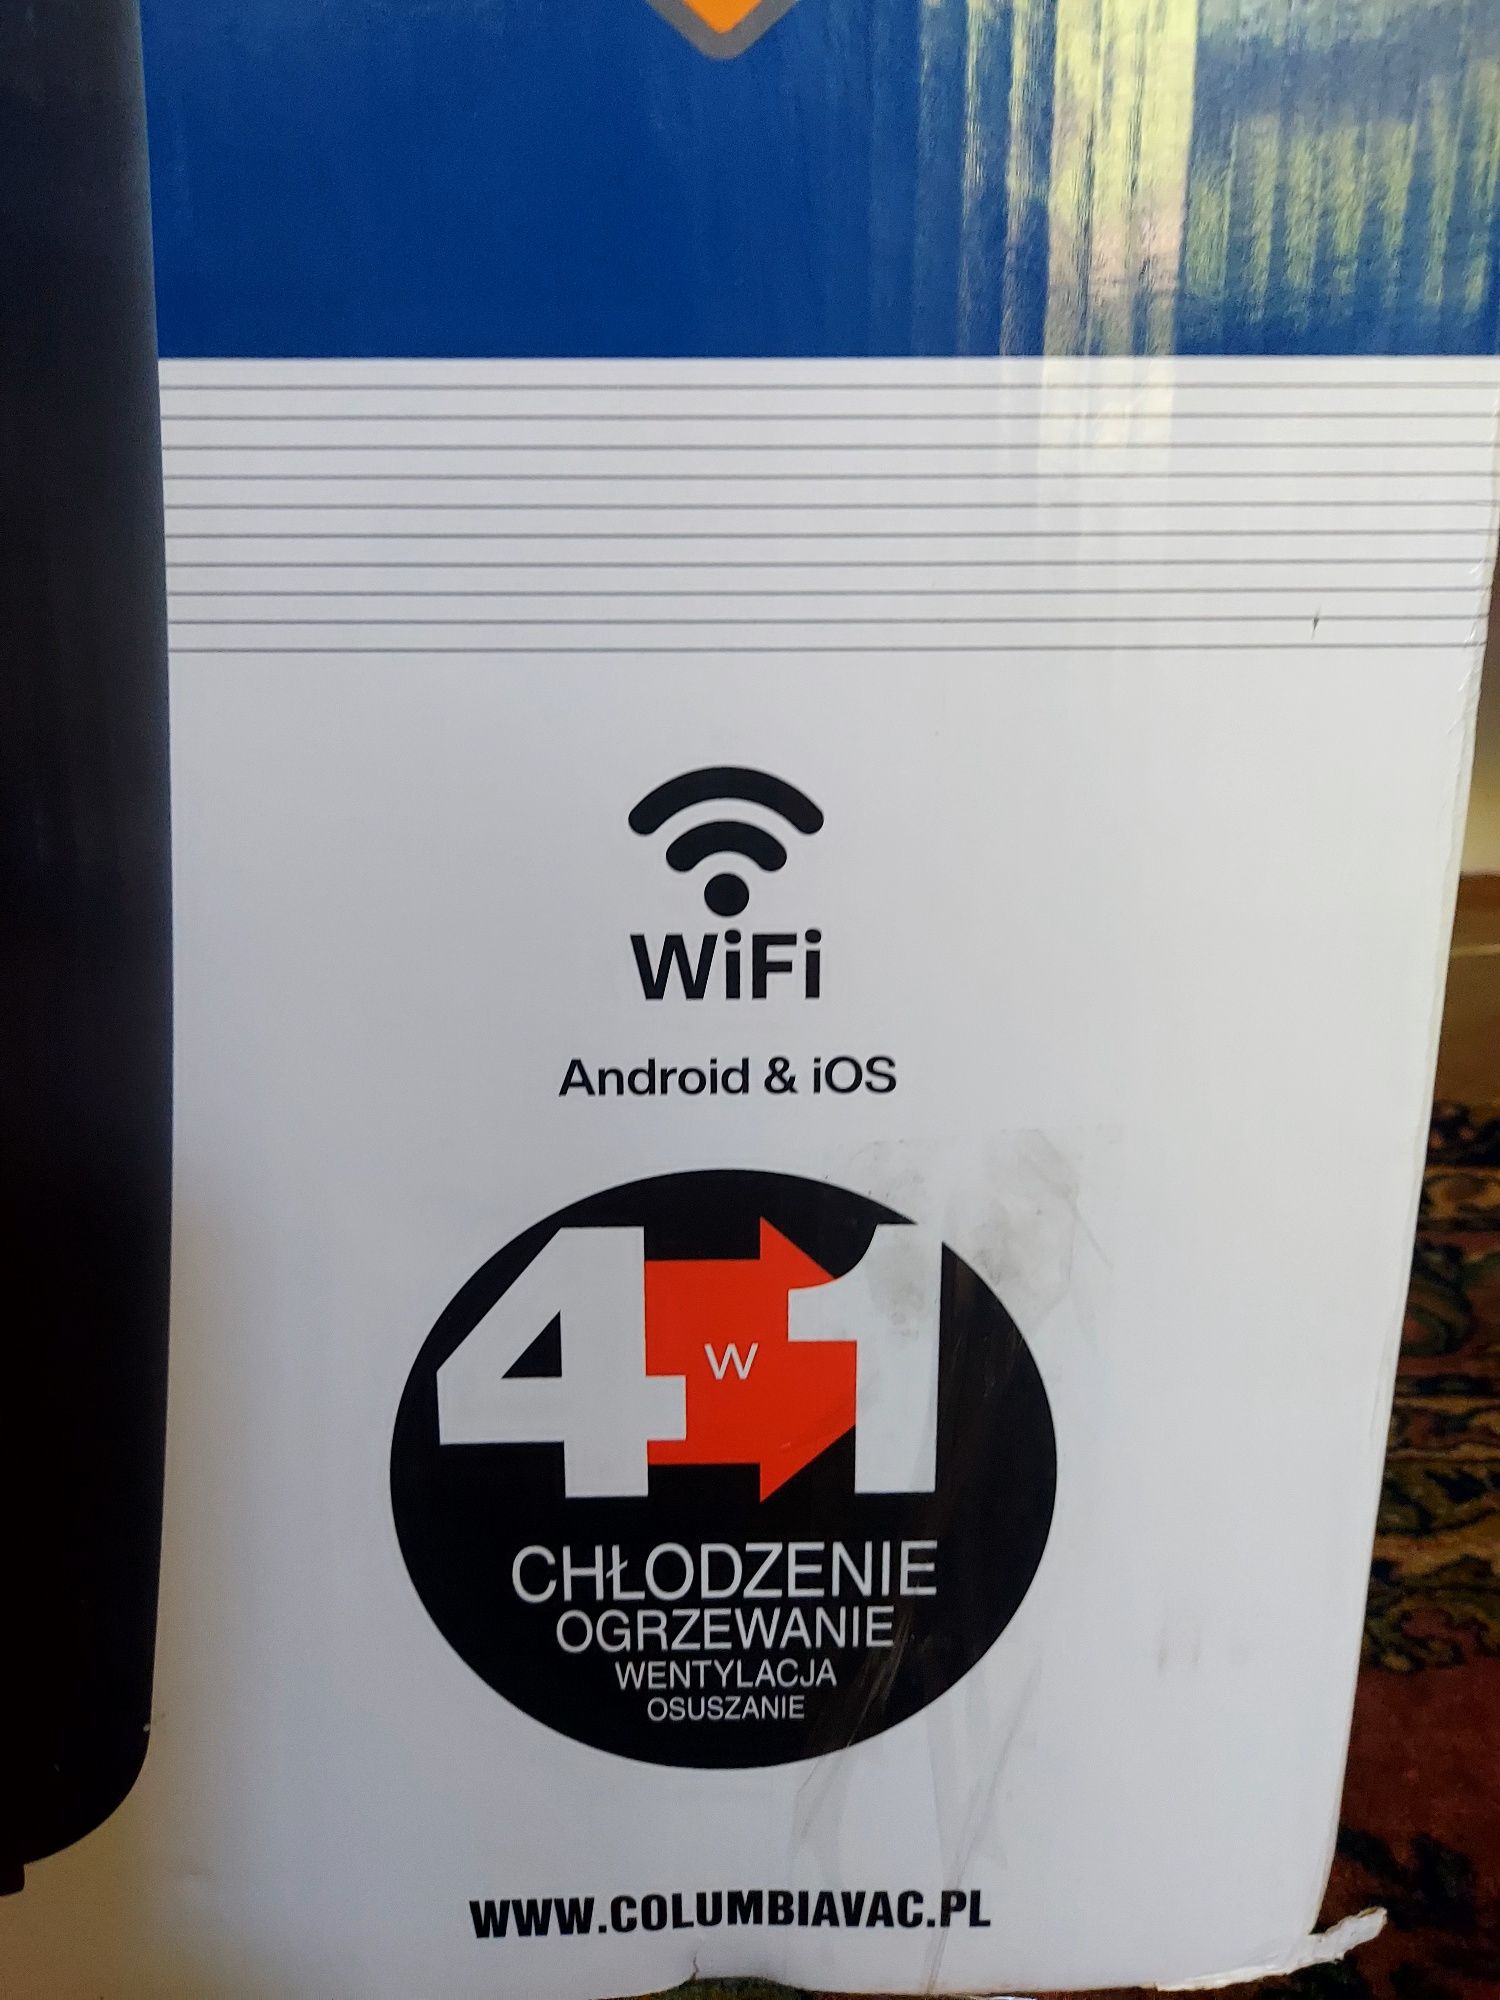 WiFi
Android & iOS
4 w 1
CHŁODZENIE
OGRZEWANIE
WENTYLACJA
OSUSZANIE
WWW.COLUMBIAVAC.PL